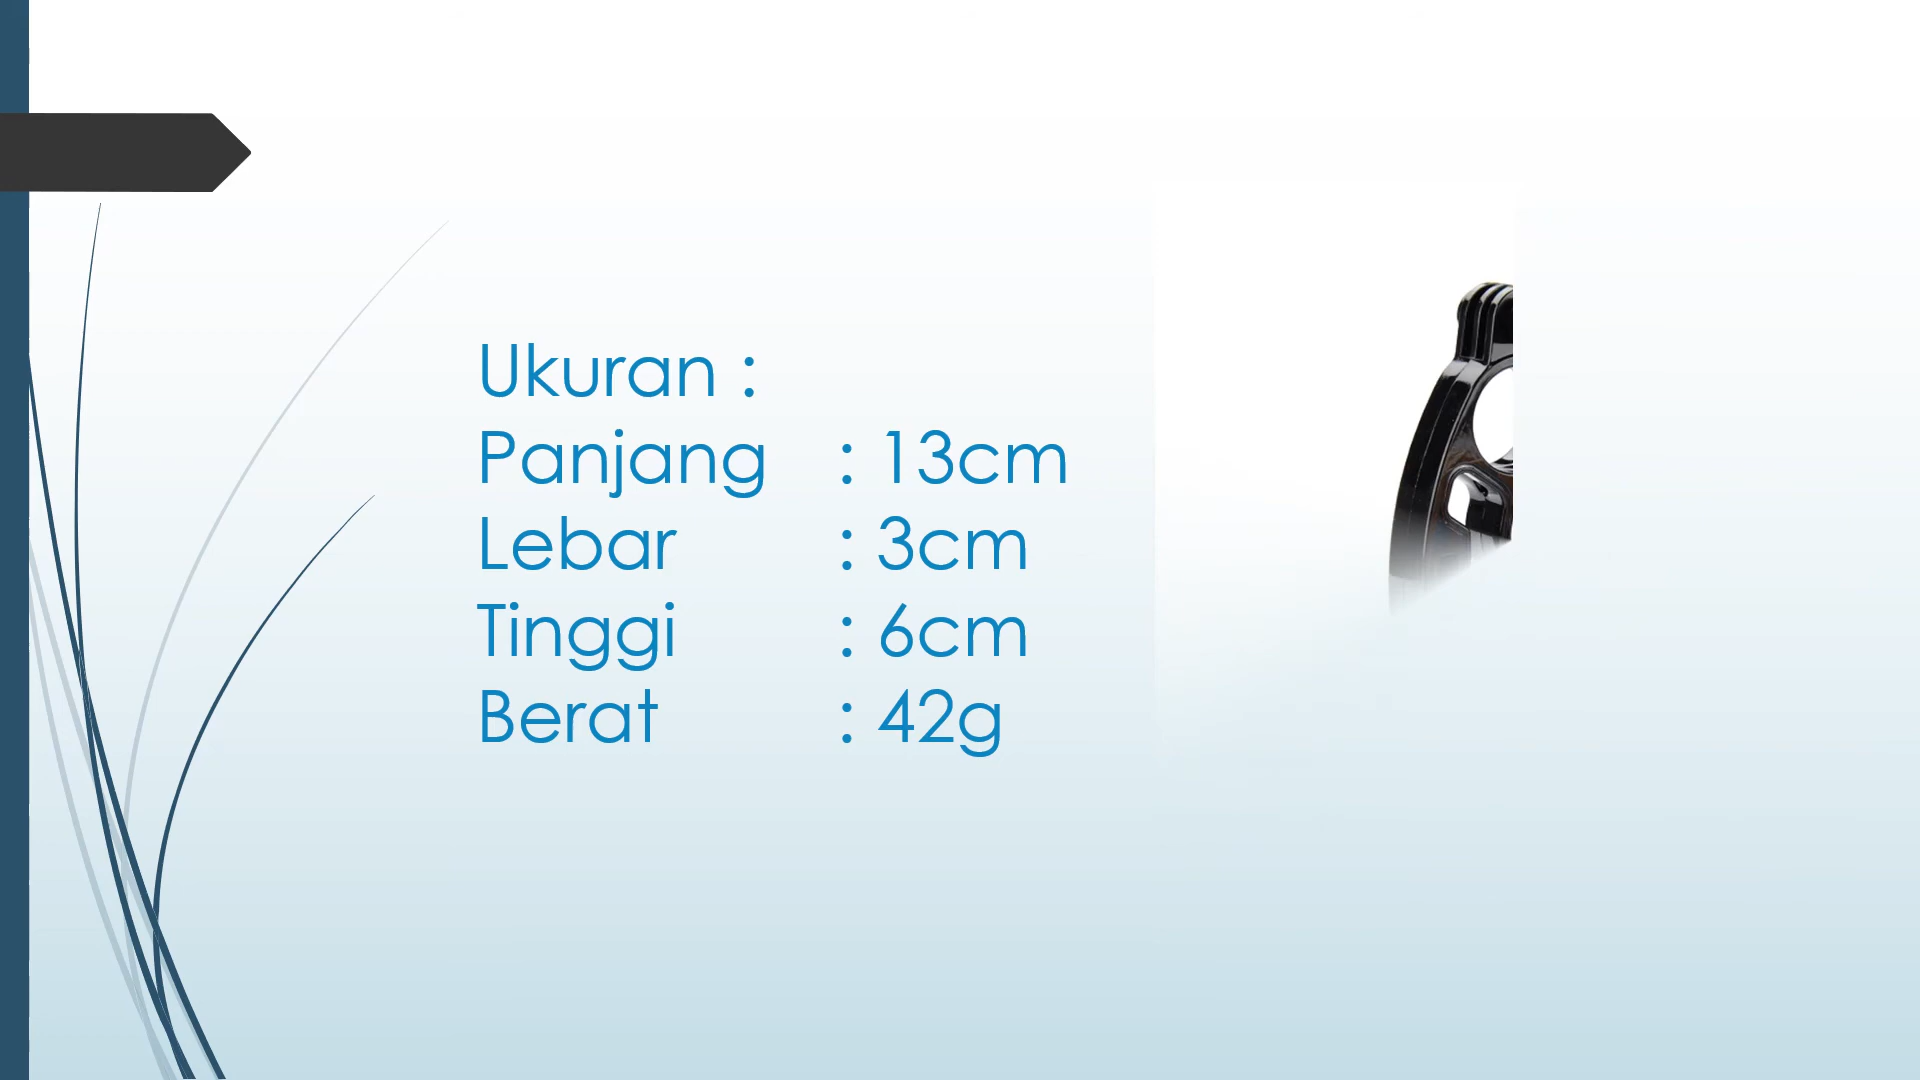 Ukuran :
Panjang : 13cm
Lebar : 3cm
Tinggi : 6cm
Berat : 42g